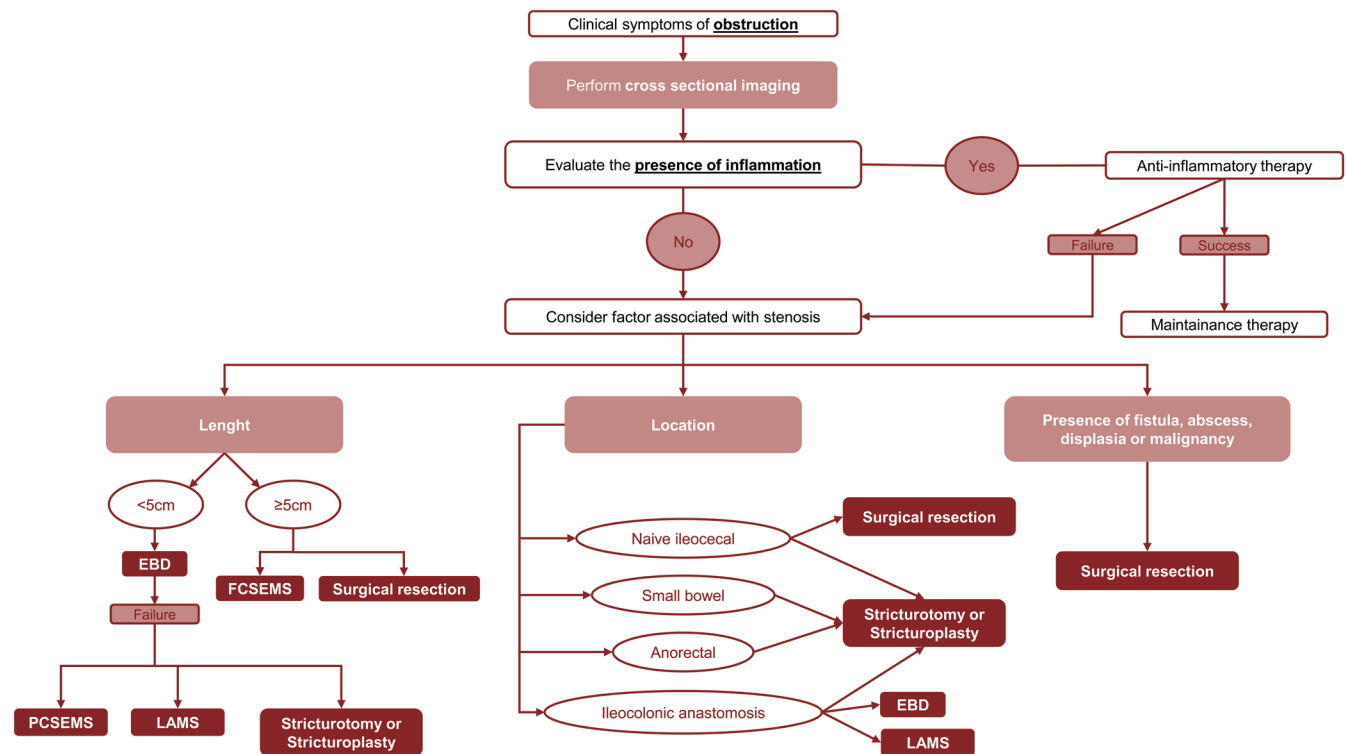 Clinical symptoms of obstruction
Perform cross sectional imaging
Evaluate the presence of inflammation
Yes
Anti-inflammatory therapy
No
Failure
Success
Consider factor associated with stenosis
Maintainance therapy
Lenght
Location
Presence of fistula, abscess,
displasia or malignancy
<5cm
≥5cm
EBD
FCSEMS
Surgical resection
Failure
PCSEMS
LAMS
Stricturotomy or
Stricturoplasty
Naive ileocecal
Small bowel
Anorectal
Ileocolonic anastomosis
Surgical resection
Stricturotomy or
Stricturoplasty
EBD
LAMS
Surgical resection